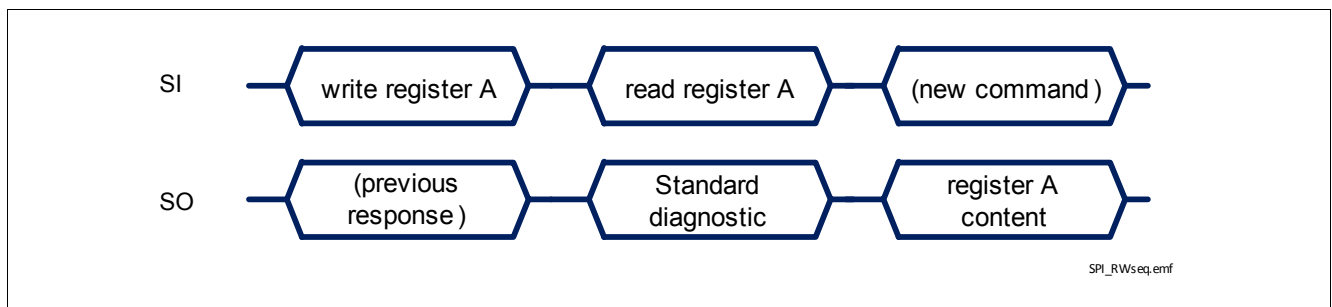 SI
write register A
read register A
(new command )
SO
(previous
response )
Standard
diagnostic
register A
content
SPI_RWseq.emf